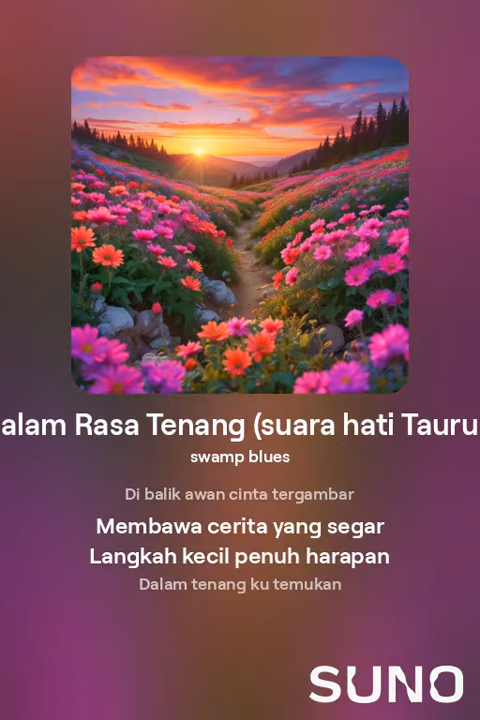 alam Rasa Tenang (suara hati Tauru
swamp blues
Di balik awan cinta tergambar
Membawa cerita yang segar
Langkah kecil penuh harapan
Dalam tenang ku temukan
SUNO